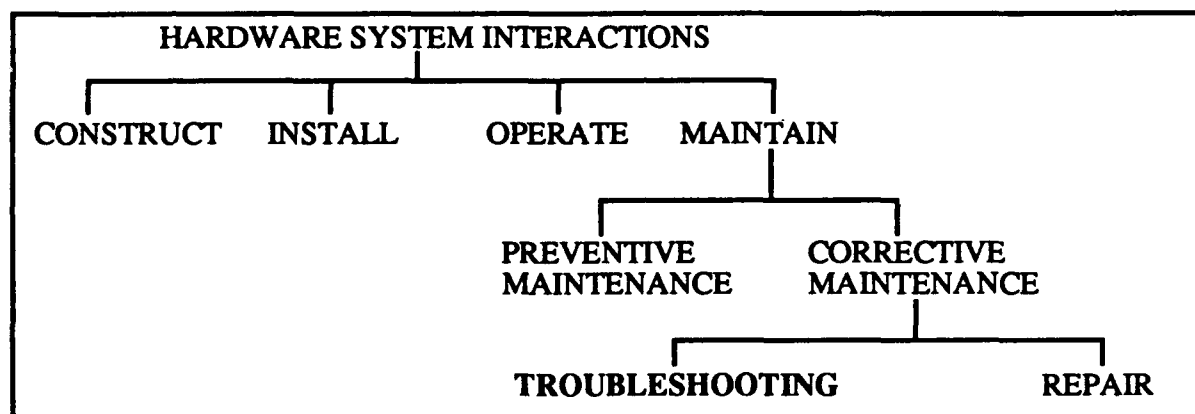 HARDWARE SYSTEM INTERACTIONS
CONSTRUCT INSTALL OPERATE MAINTAIN
PREVENTIVE MAINTENANCE
CORRECTIVE MAINTENANCE
TROUBLESHOOTING REPAIR